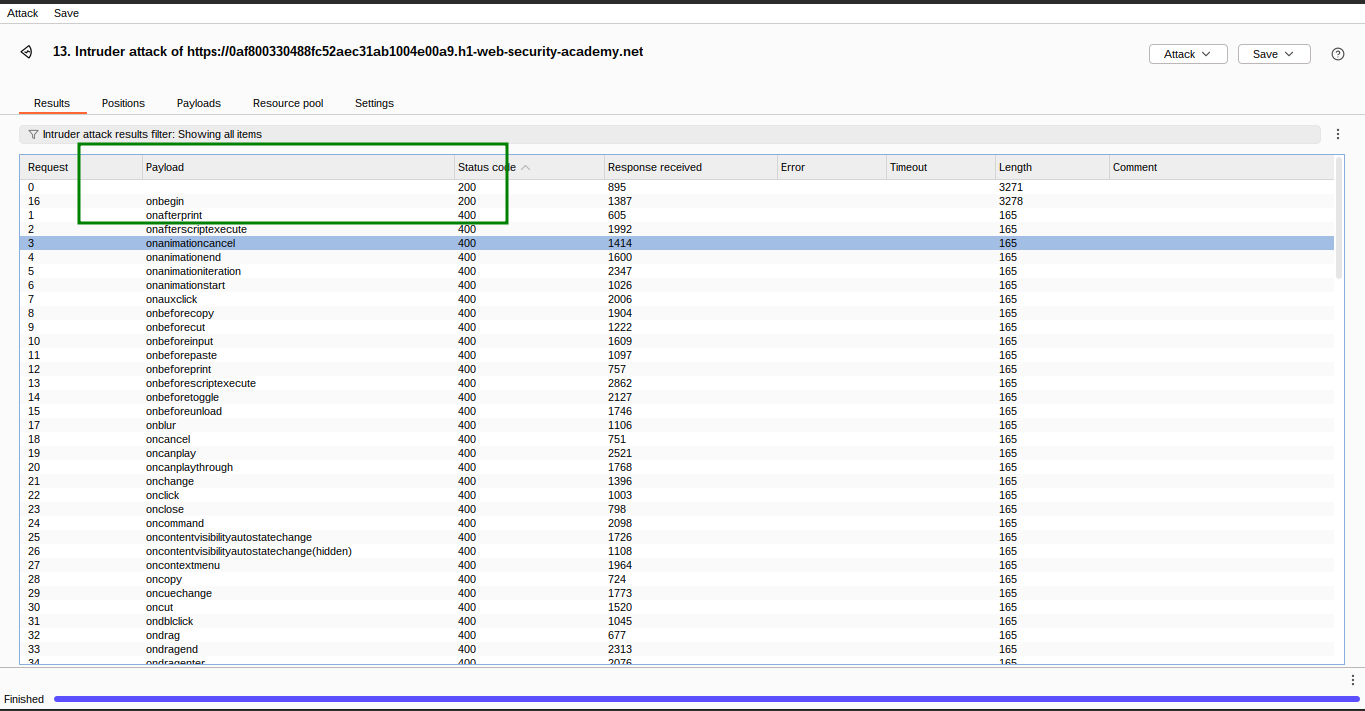 Attack Save
13. Intruder attack of https://0af800330488fc52aec31ab1004e00a9.h1-web-security-academy.net
Attack Save
Results Positions Payloads Resource pool Settings
Intruder attack results filter: Showing all items
Request Payload Status code Response received Error Timeout Length Comment
0 200 895 3271
16 onbegin 200 1387 3278
1 onafterprint 400 605 165
2 onafterscriptexecute 400 1992 165
3 onanimationcancel 400 1414 165
4 onanimationend 400 1600 165
5 onanimationiteration 400 2347 165
6 onanimationstart 400 1026 165
7 onauxclick 400 2006 165
8 onbeforecopy 400 1904 165
9 onbeforecut 400 1222 165
10 onbeforeinput 400 1609 165
11 onbeforepaste 400 1097 165
12 onbeforeprint 400 757 165
13 onbeforescriptexecute 400 2862 165
14 onbeforetoggle 400 2127 165
15 onbeforeunload 400 1746 165
17 onblur 400 1106 165
18 oncancel 400 751 165
19 oncanplay 400 2521 165
20 oncanplaythrough 400 1768 165
21 onchange 400 1396 165
22 onclick 400 1003 165
23 onclose 400 798 165
24 oncommand 400 2098 165
25 oncontentvisibilityautostatechange 400 1726 165
26 oncontentvisibilityautostatechange(hidden) 400 1108 165
27 oncontextmenu 400 1964 165
28 oncopy 400 724 165
29 oncuechange 400 1773 165
30 oncut 400 1520 165
31 ondblclick 400 1045 165
32 ondrag 400 677 165
33 ondragend 400 2313 165
34 ondragenter 400 2076 165
Finished